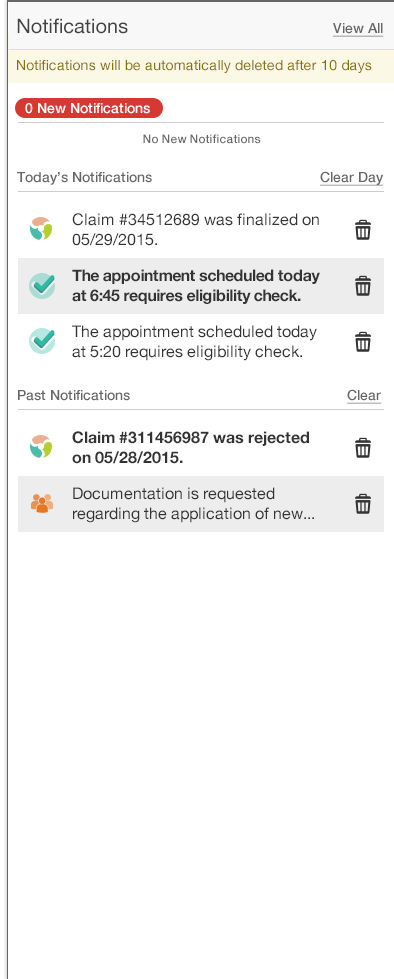 Notifications
View All
Notifications will be automatically deleted after 10 days
0 New Notifications
No New Notifications
Today's Notifications
Clear Day
Claim #34512689 was finalized on
05/29/2015.
The appointment scheduled today
at 6:45 requires eligibility check.
The appointment scheduled today
at 5:20 requires eligibility check.
Past Notifications
Clear
Claim #311456987 was rejected
on 05/28/2015.
Documentation is requested
regarding the application of new...